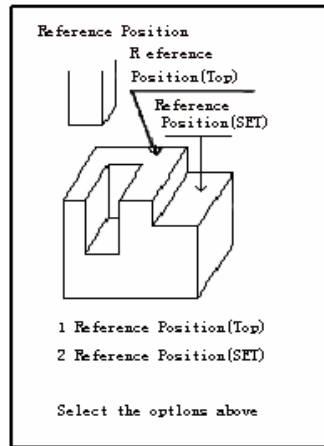 Reference Position
R eference
Position(Top)
Reference
Position(SET)
1 Reference Position(Top)
2 Reference Position(SET)
Select the options above